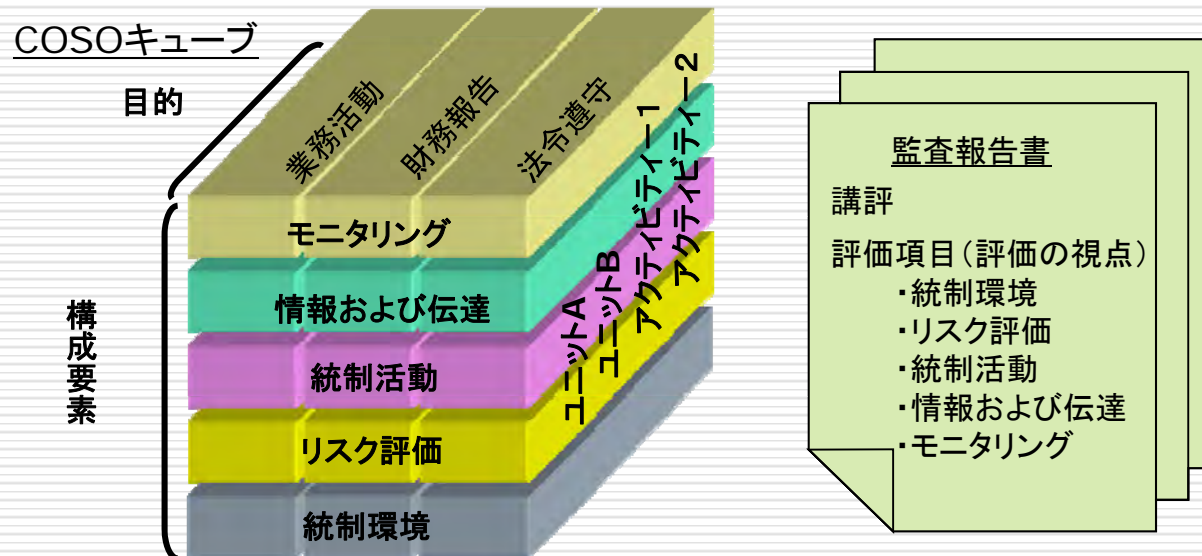 COSOキューブ
目的
業務活動
財務報告
法令遵守
構成要素
モニタリング
情報および伝達
統制活動
リスク評価
統制環境
ユニットA
ユニットB
アクティビティー1
アクティビティー2
監査報告書
講評
評価項目(評価の視点)
・統制環境
・リスク評価
・統制活動
・情報および伝達
・モニタリング